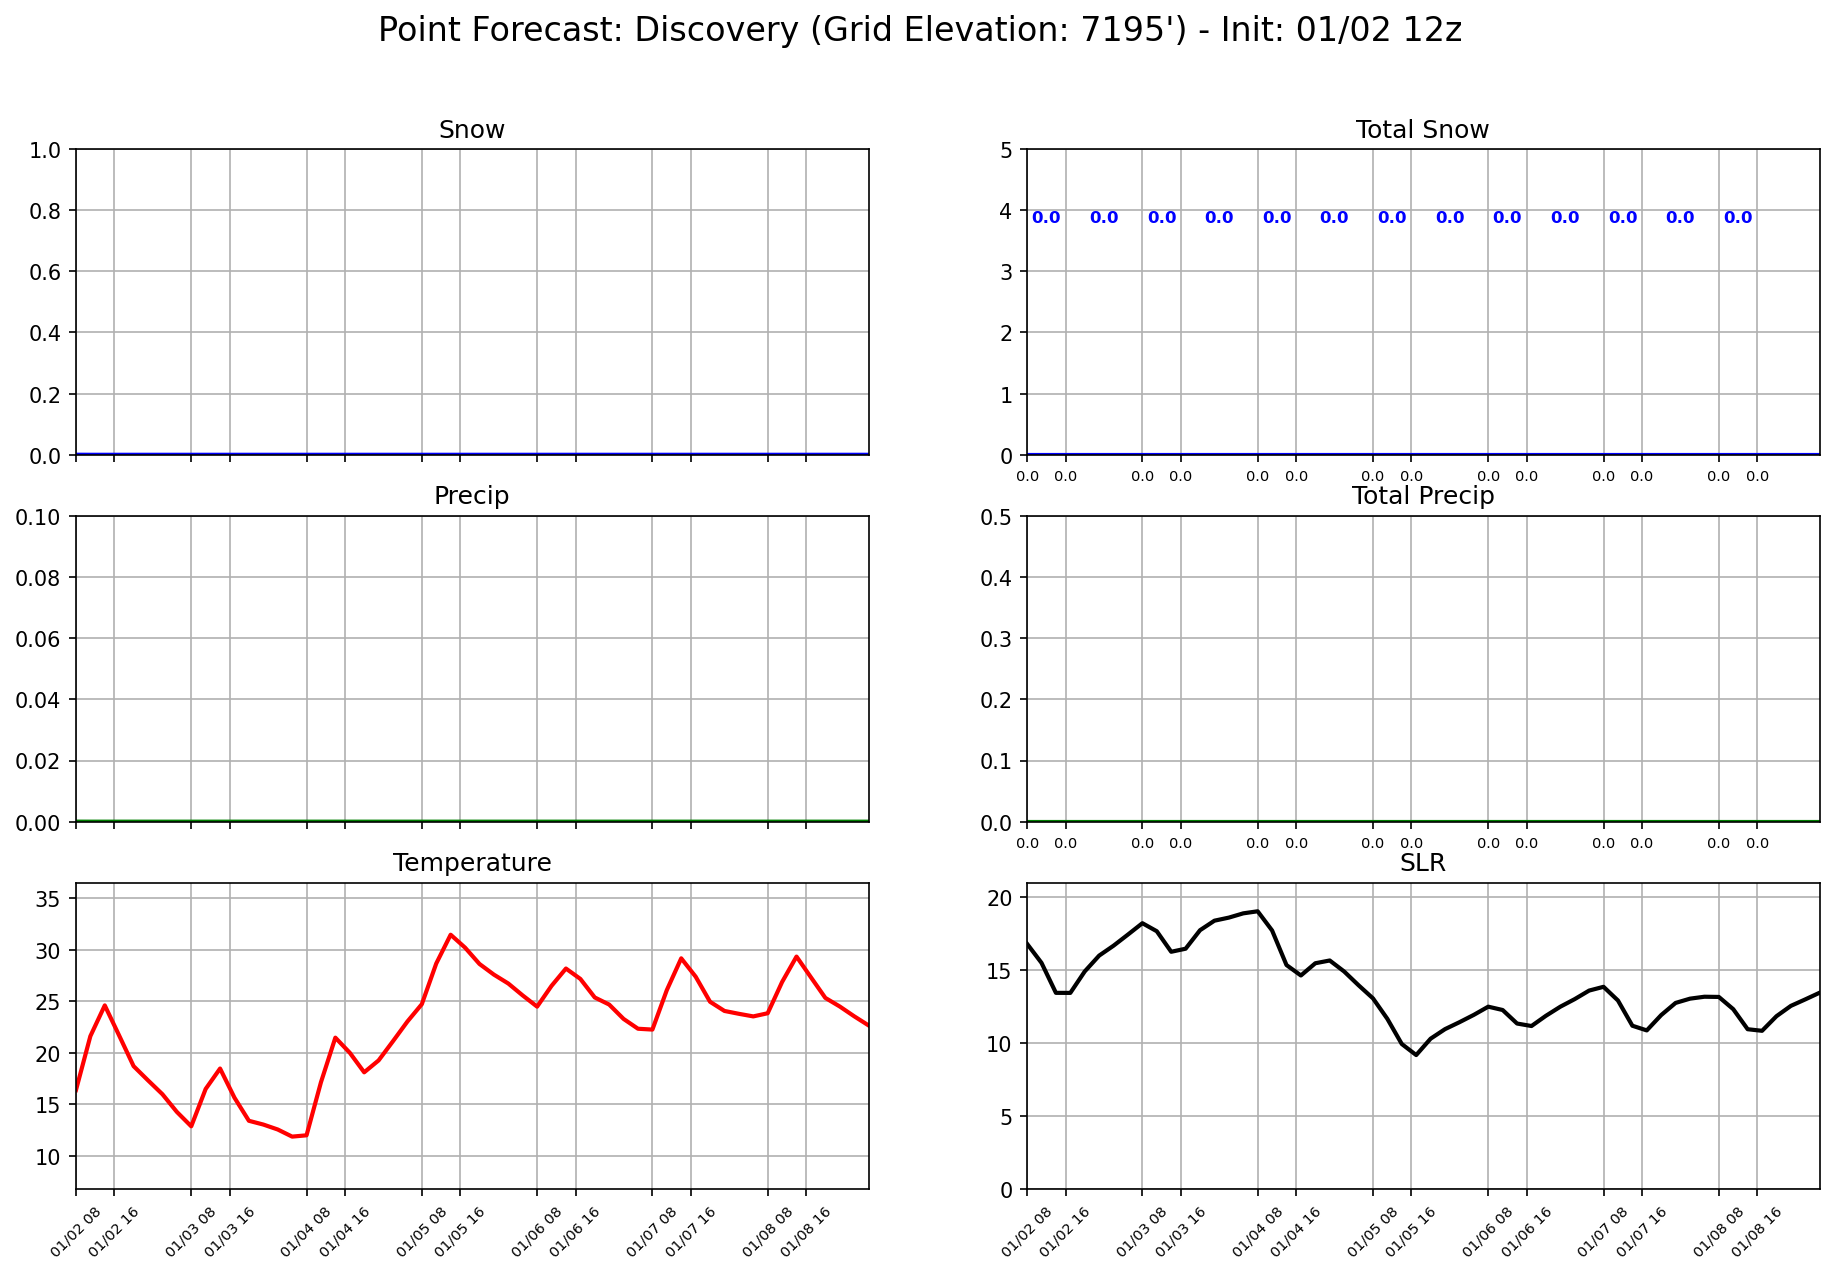 Point Forecast: Discovery (Grid Elevation: 7195') - Init: 01/02 12z
Snow
1.0
0.8
0.6
0.4
0.2
0.0
Total Snow
5
4
3
2
1
0
0.0 0.0 0.0 0.0 0.0 0.0 0.0 0.0 0.0 0.0 0.0 0.0 0.0
0.0 0.0 0.0 0.0 0.0 0.0 0.0 0.0 0.0 0.0 0.0 0.0 0.0 0.0
Precip
0.10
0.08
0.06
0.04
0.02
0.00
Total Precip
0.5
0.4
0.3
0.2
0.1
0.0
0.0 0.0 0.0 0.0 0.0 0.0 0.0 0.0 0.0 0.0 0.0 0.0 0.0 0.0
Temperature
35
30
25
20
15
10
01/02 08 01/02 16 01/03 08 01/03 16 01/04 08 01/04 16 01/05 08 01/05 16 01/06 08 01/06 16 01/07 08 01/07 16 01/08 08 01/08 16
SLR
20
15
10
5
0
01/02 08 01/02 16 01/03 08 01/03 16 01/04 08 01/04 16 01/05 08 01/05 16 01/06 08 01/06 16 01/07 08 01/07 16 01/08 08 01/08 16